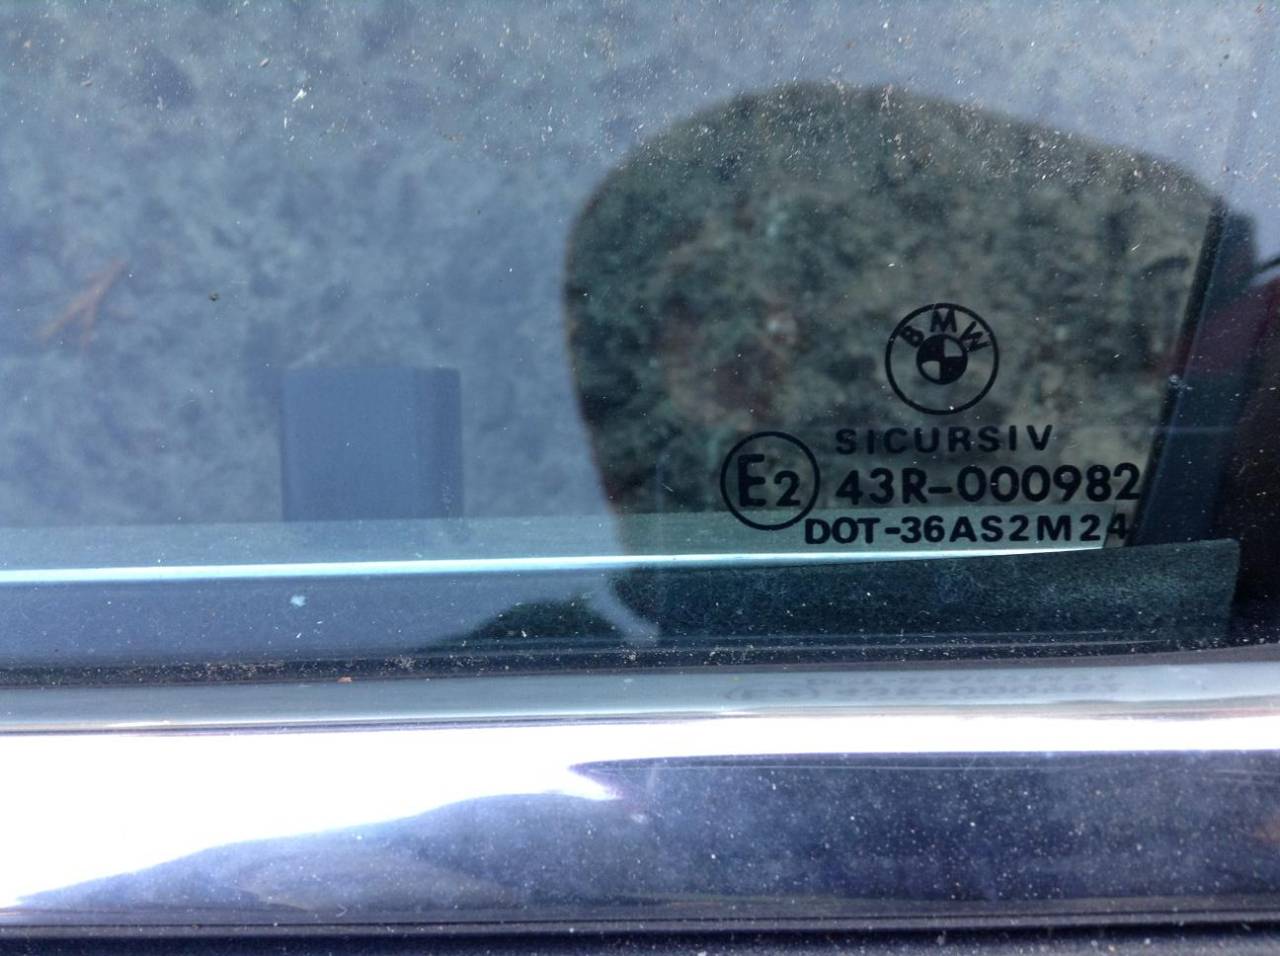 BMW
SICURSIV
E2 43R-000982
DOT-36AS2M24